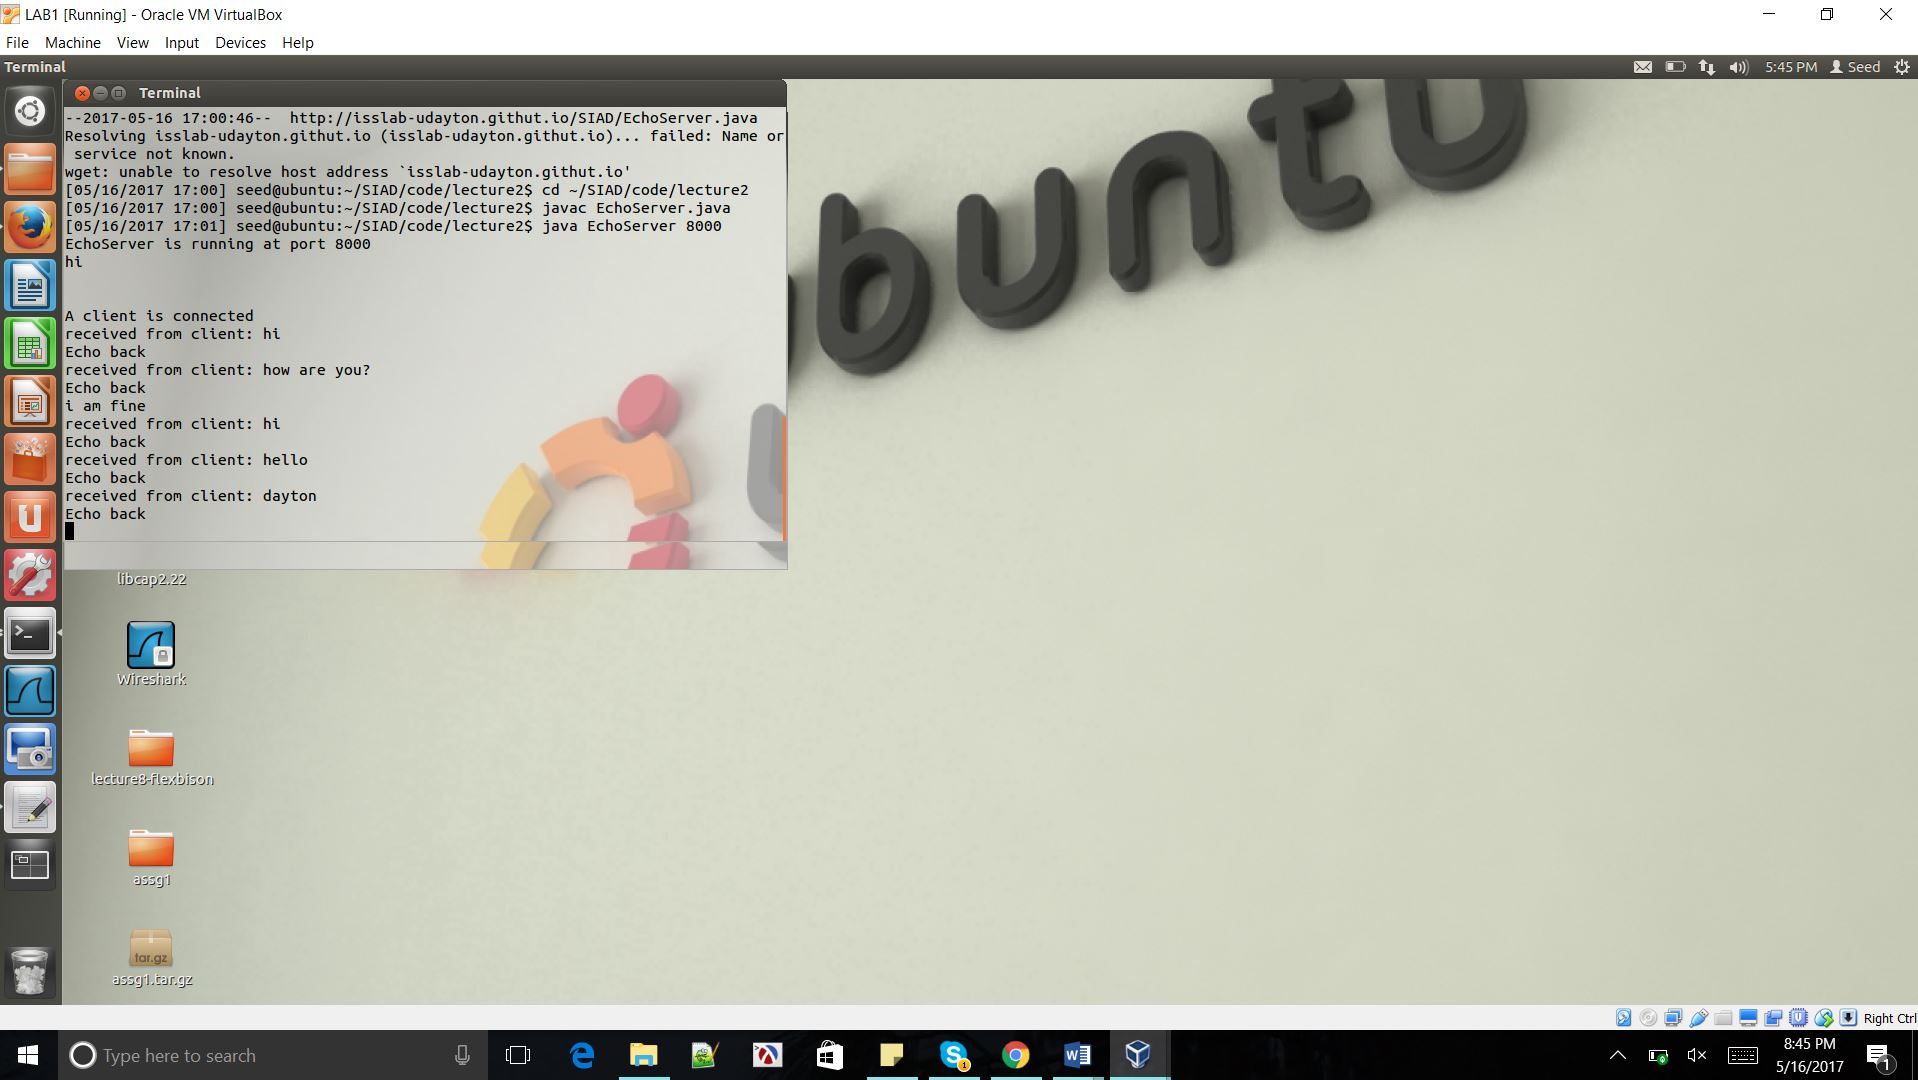 LAB1 [Running] - Oracle VM VirtualBox
File Machine View Input Devices Help
Terminal
5:45 PM Seed
Terminal
--2017-05-16 17:00:46--  http://isslab-udayton.githut.io/SIAD/EchoServer.java
Resolving isslab-udayton.githut.io (isslab-udayton.githut.io)... failed: Name or
 service not known.
wget: unable to resolve host address `isslab-udayton.githut.io'
[05/16/2017 17:00] seed@ubuntu:~/SIAD/code/lecture2$ cd ~/SIAD/code/lecture2
[05/16/2017 17:00] seed@ubuntu:~/SIAD/code/lecture2$ javac EchoServer.java
[05/16/2017 17:01] seed@ubuntu:~/SIAD/code/lecture2$ java EchoServer 8000
EchoServer is running at port 8000
hi
A client is connected
received from client: hi
Echo back
received from client: how are you?
Echo back
i am fine
received from client: hi
Echo back
received from client: hello
Echo back
received from client: dayton
Echo back
ubuntu
libcap2.22
Wireshark
lecture8-flexbison
assg1
tar.gz
assg1.tar.gz
Right Ctrl
Type here to search
8:45 PM
5/16/2017
1
1